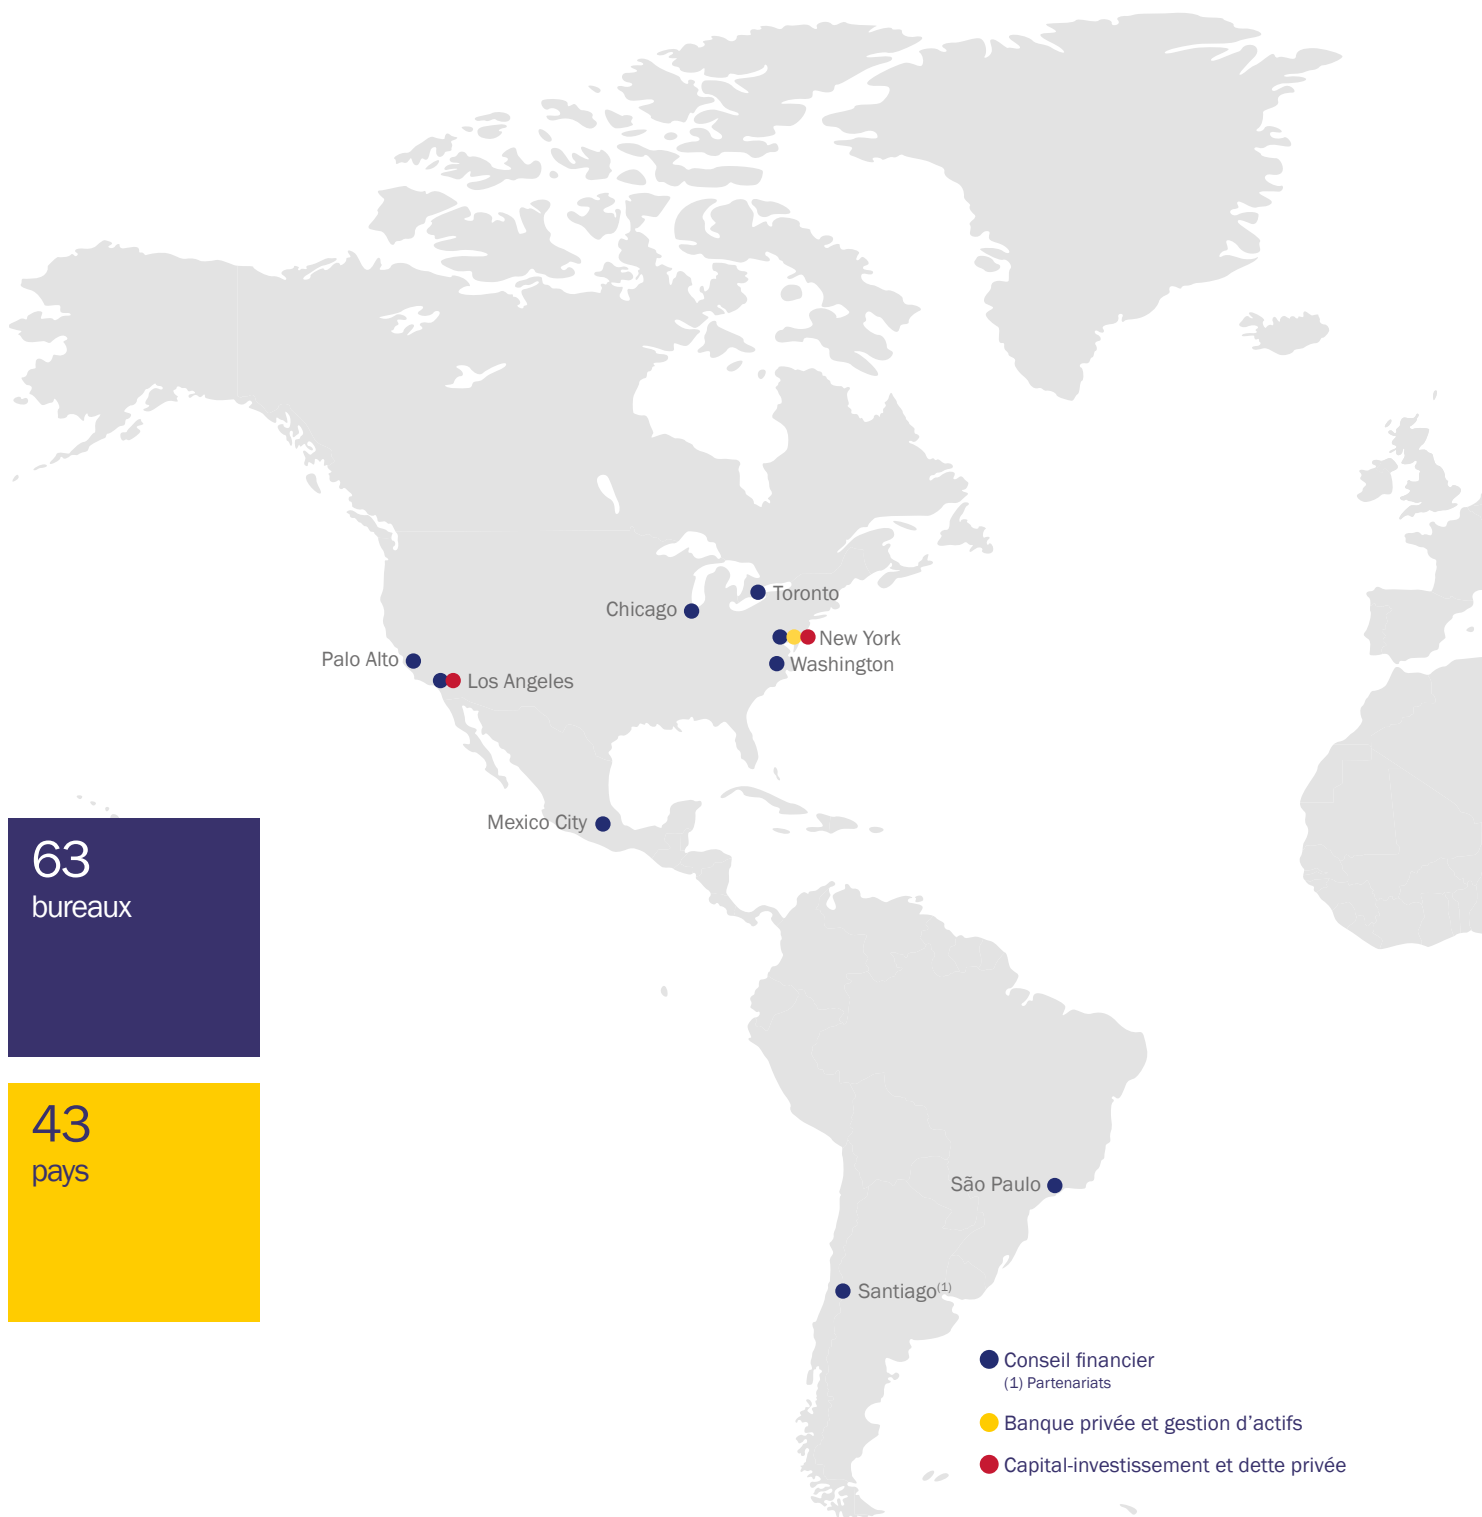 Toronto
Chicago
New York
Palo Alto
Washington
Los Angeles
Mexico City
63
bureaux
43
pays
São Paulo
Santiago(1)
Conseil financier
(1) Partenariats
Banque privée et gestion d’actifs
Capital-investissement et dette privée